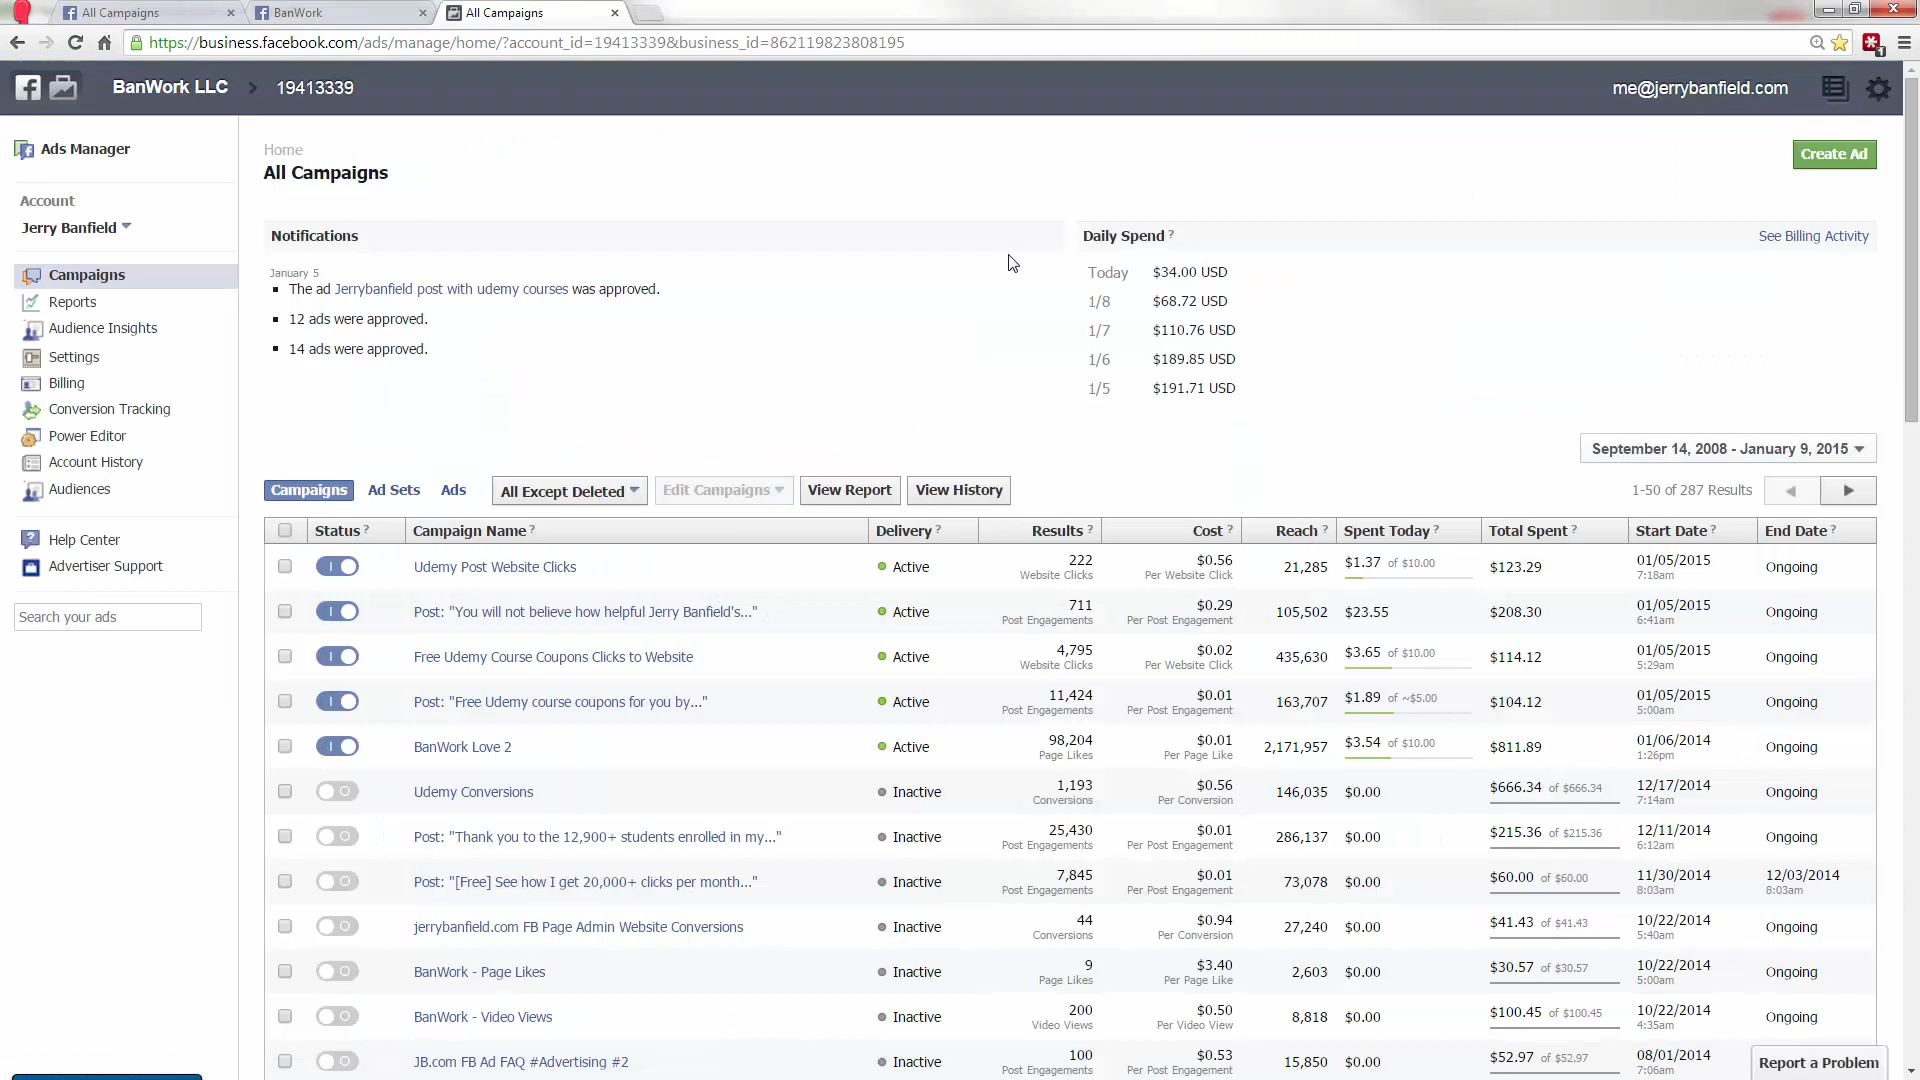 All Campaigns
BanWork
All Campaigns
https://business.facebook.com/ads/manage/home/?account_id=19413339&business_id=862119823808195
BanWork LLC > 19413339
me@jerrybanfield.com
Ads Manager
Account
Jerry Banfield
Campaigns
Reports
Audience Insights
Settings
Billing
Conversion Tracking
Power Editor
Account History
Audiences
Help Center
Advertiser Support
Search your ads
Home
All Campaigns
Create Ad
Notifications
January 5
The ad Jerrybanfield post with udemy courses was approved.
12 ads were approved.
14 ads were approved.
Daily Spend ?
See Billing Activity
Today $34.00 USD
1/8 $68.72 USD
1/7 $110.76 USD
1/6 $189.85 USD
1/5 $191.71 USD
September 14, 2008 - January 9, 2015
Campaigns Ad Sets Ads All Except Deleted Edit Campaigns View Report View History 1-50 of 287 Results
Status ? Campaign Name ? Delivery ? Results ? Cost ? Reach ? Spent Today ? Total Spent ? Start Date ? End Date ?
Udemy Post Website Clicks Active 222 $0.56 21,285 $1.37 of $10.00 $123.29 01/05/2015 Ongoing
Website Clicks Per Website Click 7:18am
Post: "You will not believe how helpful Jerry Banfield's..." Active 711 $0.29 105,502 $23.55 $208.30 01/05/2015 Ongoing
Post Engagements Per Post Engagement 6:41am
Free Udemy Course Coupons Clicks to Website Active 4,795 $0.02 435,630 $3.65 of $10.00 $114.12 01/05/2015 Ongoing
Website Clicks Per Website Click 5:29am
Post: "Free Udemy course coupons for you by..." Active 11,424 $0.01 163,707 $1.89 of ~$5.00 $104.12 01/05/2015 Ongoing
Post Engagements Per Post Engagement 5:00am
BanWork Love 2 Active 98,204 $0.01 2,171,957 $3.54 of $10.00 $811.89 01/06/2014 Ongoing
Page Likes Per Page Like 1:26pm
Udemy Conversions Inactive 1,193 $0.56 146,035 $0.00 $666.34 of $666.34 12/17/2014 Ongoing
Conversions Per Conversion 7:14am
Post: "Thank you to the 12,900+ students enrolled in my..." Inactive 25,430 $0.01 286,137 $0.00 $215.36 of $215.36 12/11/2014 Ongoing
Post Engagements Per Post Engagement 6:12am
Post: "[Free] See how I get 20,000+ clicks per month..." Inactive 7,845 $0.01 73,078 $0.00 $60.00 of $60.00 11/30/2014 12/03/2014
Post Engagements Per Post Engagement 8:03am 8:03am
jerrybanfield.com FB Page Admin Website Conversions Inactive 44 $0.94 27,240 $0.00 $41.43 of $41.43 10/22/2014 Ongoing
Conversions Per Conversion 5:40am
BanWork - Page Likes Inactive 9 $3.40 2,603 $0.00 $30.57 of $30.57 10/22/2014 Ongoing
Page Likes Per Page Like 5:00am
BanWork - Video Views Inactive 200 $0.50 8,818 $0.00 $100.45 of $100.45 10/22/2014 Ongoing
Video Views Per Video View 4:35am
JB.com FB Ad FAQ #Advertising #2 Inactive 100 $0.53 15,850 $0.00 $52.97 of $52.97 08/01/2014
Post Engagements Per Post Engagement 7:06am
Report a Problem